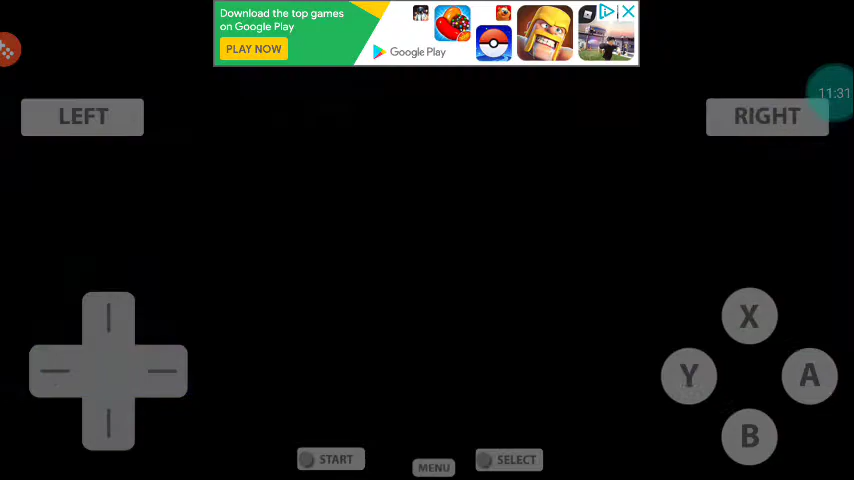 Download the top games
on Google Play
PLAY NOW
Google Play
11:31
LEFT
RIGHT
X
Y
A
B
START
MENU
SELECT